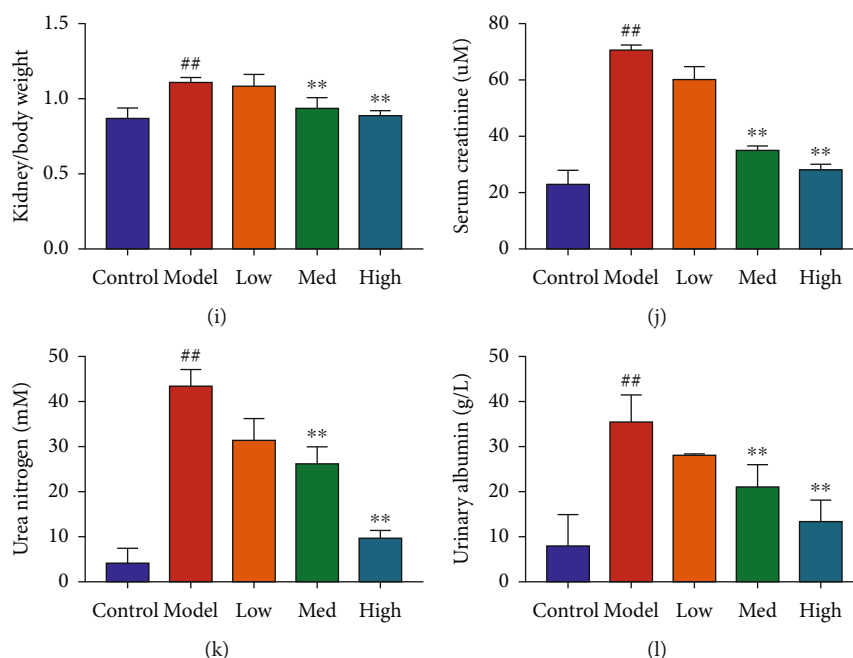 Kidney/body weight
1.5
1.0
0.5
0.0
##
**
**
Control Model Low Med High
(i)
Serum creatinine (uM)
80
60
40
20
0
##
**
**
Control Model Low Med High
(j)
Urea nitrogen (mM)
50
40
30
20
10
0
##
**
**
Control Model Low Med High
(k)
Urinary albumin (g/L)
50
40
30
20
10
0
##
**
**
Control Model Low Med High
(l)